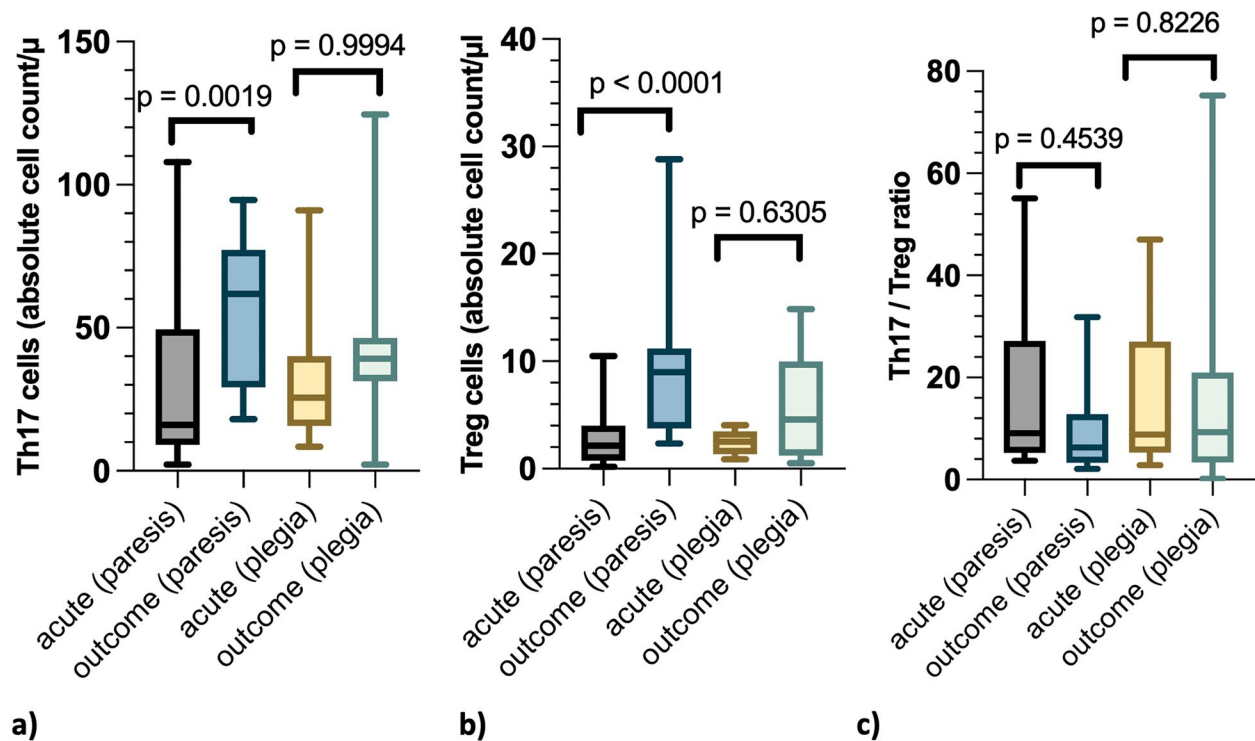 Th17 cells (absolute cell count/μ
150
100
50
0
p = 0.0019
p = 0.9994
acute (paresis)
outcome (paresis)
acute (plegia)
outcome (plegia)
a)
Treg cells (absolute cell count/μl
40
30
20
10
0
p < 0.0001
p = 0.6305
acute (paresis)
outcome (paresis)
acute (plegia)
outcome (plegia)
b)
Th17 / Treg ratio
80
60
40
20
0
p = 0.4539
p = 0.8226
acute (paresis)
outcome (paresis)
acute (plegia)
outcome (plegia)
c)